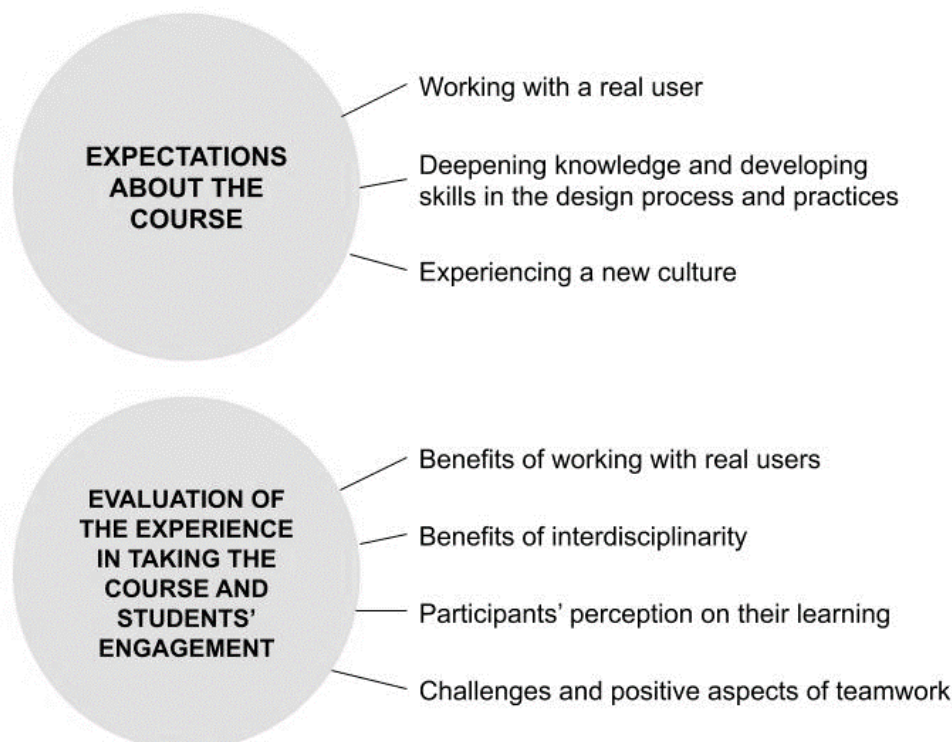 EXPECTATIONS
ABOUT THE
COURSE
Working with a real user
Deepening knowledge and developing
skills in the design process and practices
Experiencing a new culture
EVALUATION OF
THE EXPERIENCE
IN TAKING THE
COURSE AND
STUDENTS’
ENGAGEMENT
Benefits of working with real users
Benefits of interdisciplinarity
Participants’ perception on their learning
Challenges and positive aspects of teamwork